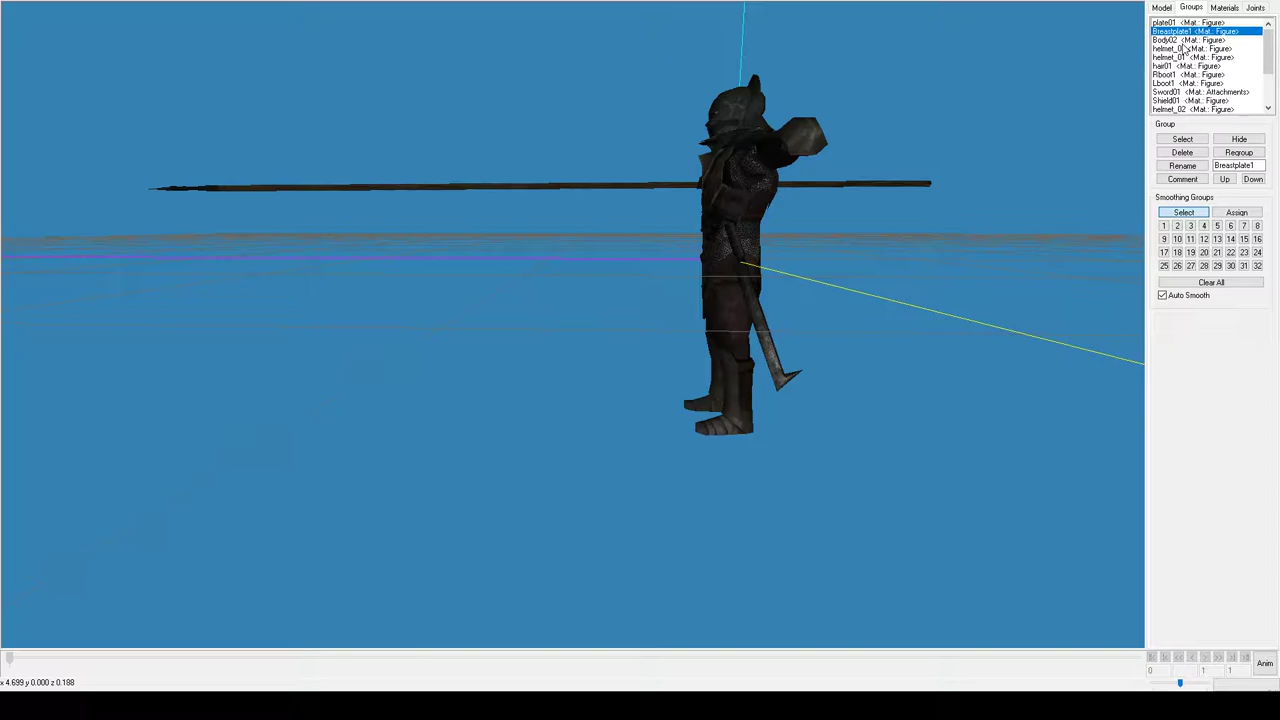 Model Groups Materials Joints
plate01 <Mat.: Figure>
Breastplate1 <Mat.: Figure>
Body02 <Mat.: Figure>
<Mat.: Figure>
helmet_01 <Mat.: Figure>
hair01 <Mat.: Figure>
Rboot1 <Mat.: Figure>
Lboot1 <Mat.: Figure>
Sword01 <Mat.: Attachments>
Shield01 <Mat.: Figure>
helmet_02 <Mat.: Figure>
Group
Select Hide
Delete Regroup
Rename Breastplate1
Comment Up Down
Smoothing Groups
Select Assign
1 2 3 4 5 6 7 8
9 10 11 12 13 14 15 16
17 18 19 20 21 22 23 24
25 26 27 28 29 30 31 32
Clear All
Auto Smooth
0 1 1 Anim
x 4.699 y 0.000 z 0.188